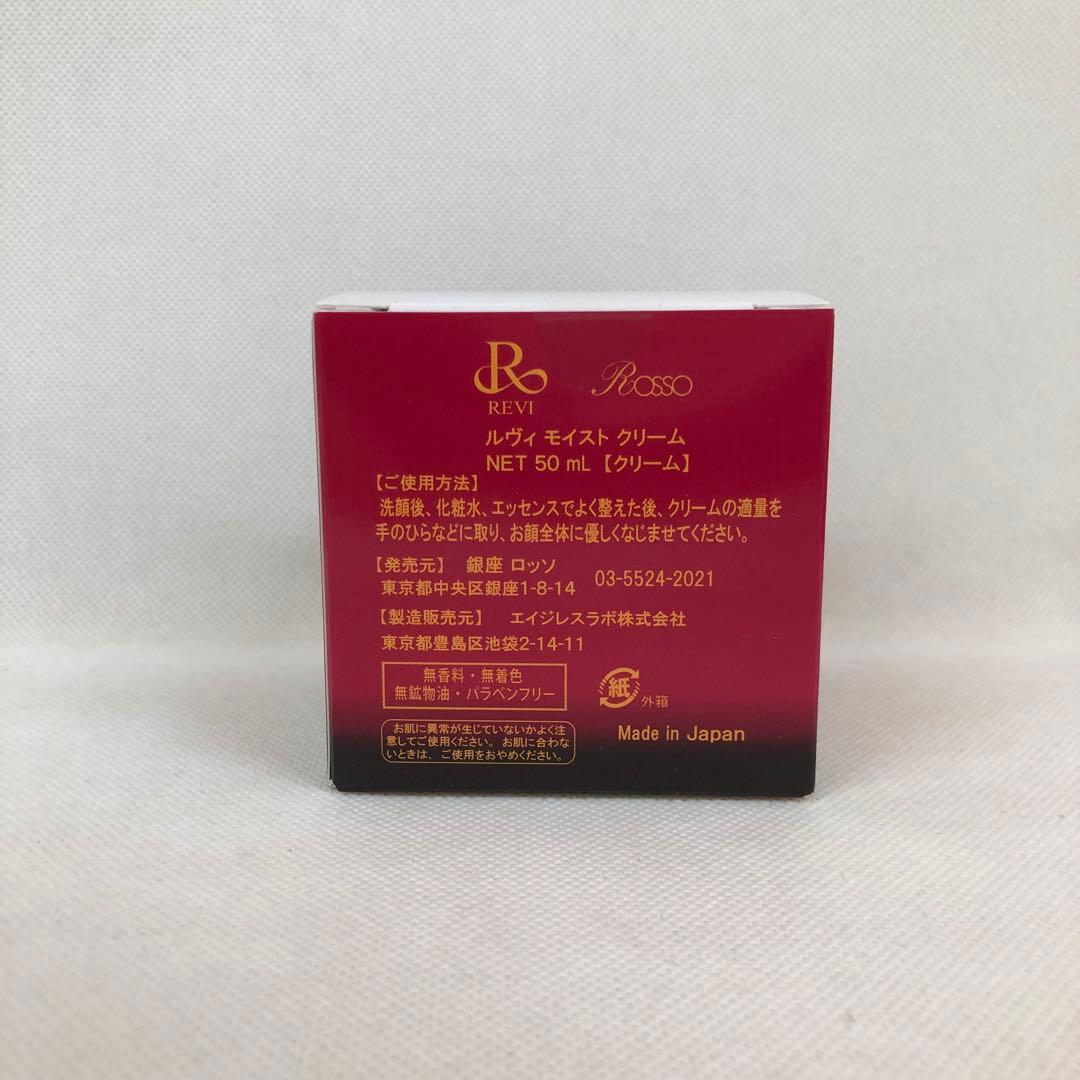 R
REVI
Rosso
ルヴィ モイスト クリーム
NET 50 mL【クリーム】
【ご使用方法】
洗顔後、化粧水、エッセンスでよく整えた後、クリームの適量を
手のひらなどに取り、お顔全体に優しくなじませてください。
【発売元】 銀座 ロッソ
東京都中央区銀座1-8-14 03-5524-2021
【製造販売元】 エイジレスラボ株式会社
東京都豊島区池袋2-14-11
無香料・無着色
無鉱物油・パラベンフリー
紙 外箱
お肌に異常が生じていないかよく注
意してご使用ください。お肌に合わな
いときは、ご使用をおやめください。
Made in Japan